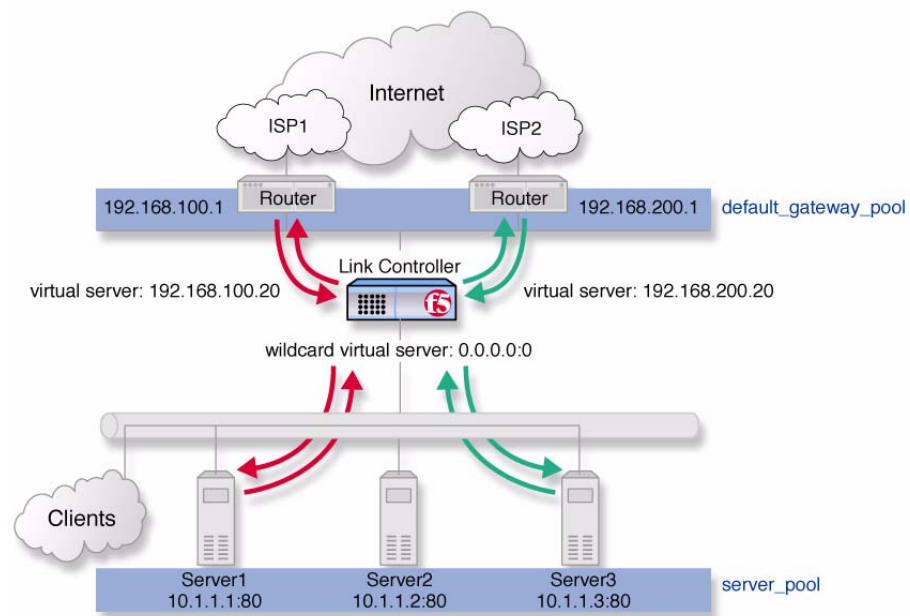 Internet
ISP1
ISP2
Router
Router
192.168.100.1
192.168.200.1
default_gateway_pool
Link Controller
virtual server: 192.168.100.20
f5
virtual server: 192.168.200.20
wildcard virtual server: 0.0.0.0:0
Clients
Server1
10.1.1.1:80
Server2
10.1.1.2:80
Server3
10.1.1.3:80
server_pool